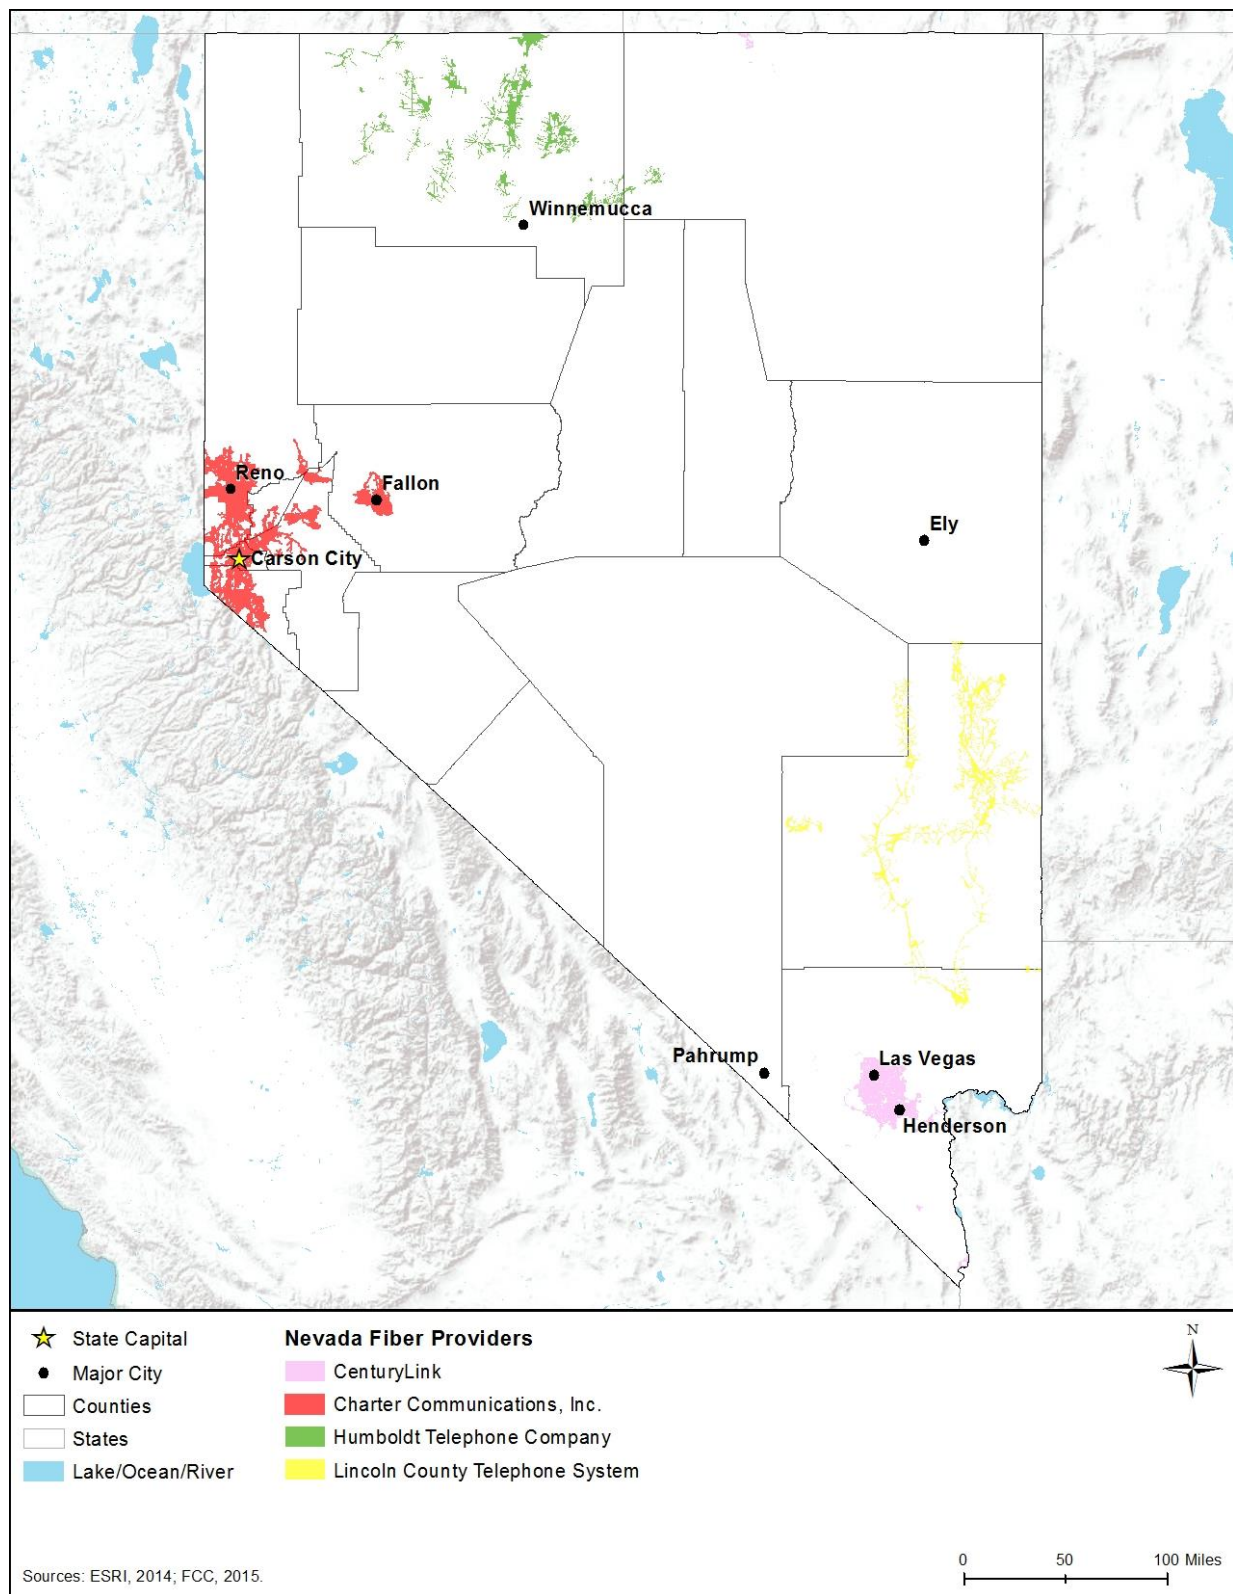 Winnemucca
Reno
Fallon
Ely
Carson City
Pahrump
Las Vegas
Henderson
State Capital
Major City
Counties
States
Lake/Ocean/River
Nevada Fiber Providers
CenturyLink
Charter Communications, Inc.
Humboldt Telephone Company
Lincoln County Telephone System
N
0 50 100 Miles
Sources: ESRI, 2014; FCC, 2015.